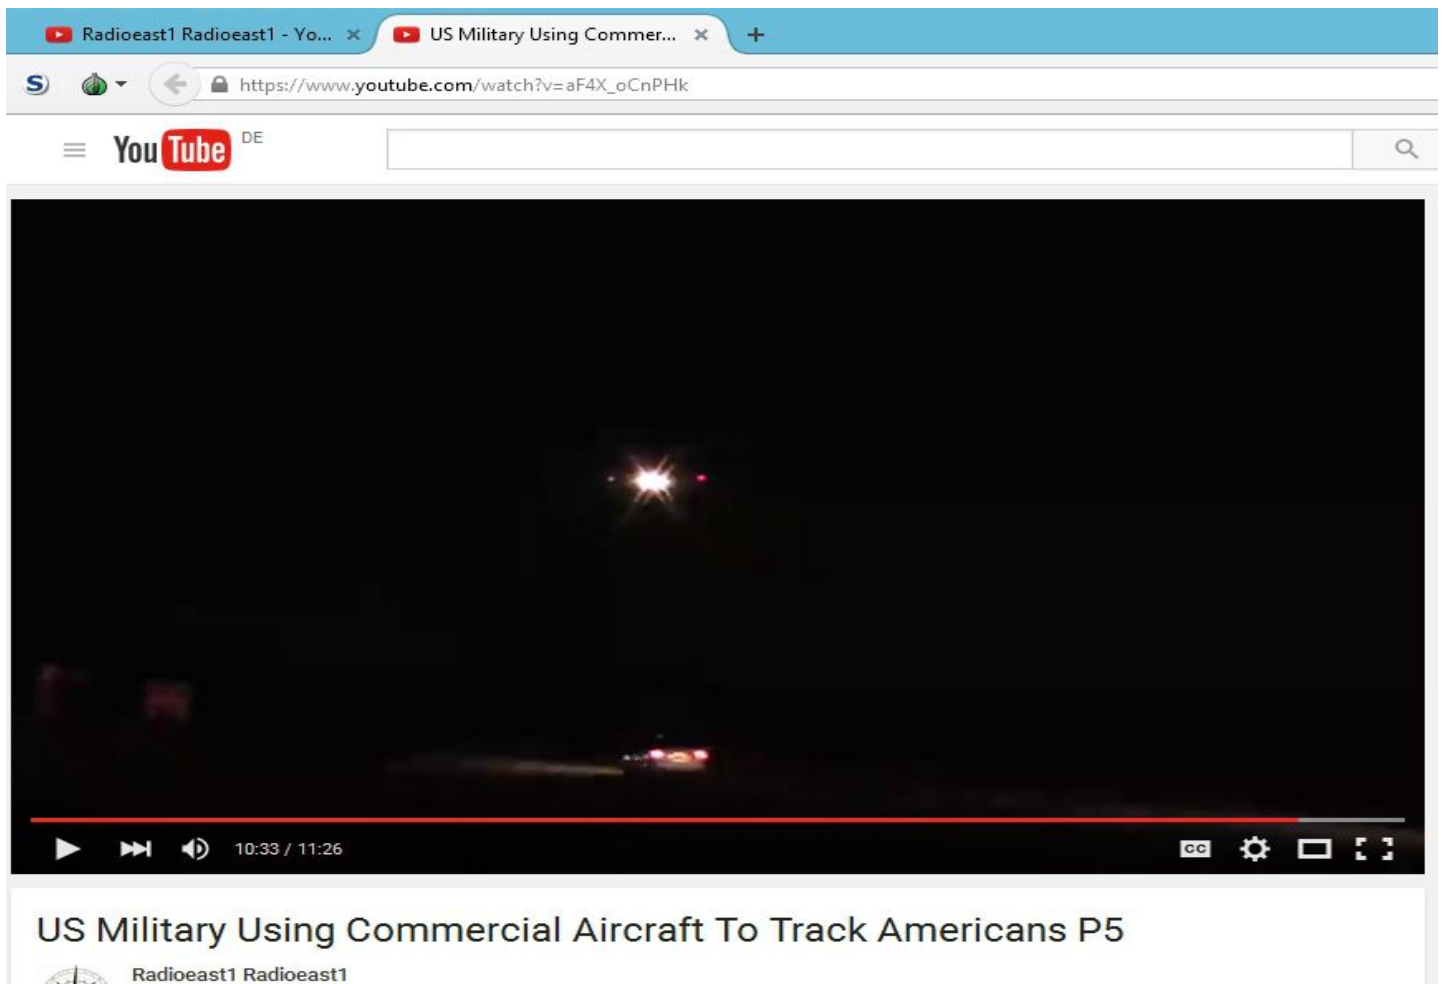 Radioeast1 Radioeast1 - Yo...
US Military Using Commer...
https://www.youtube.com/watch?v=aF4X_oCnPHk
YouTube DE
10:33 / 11:26
CC
US Military Using Commercial Aircraft To Track Americans P5
Radioeast1 Radioeast1